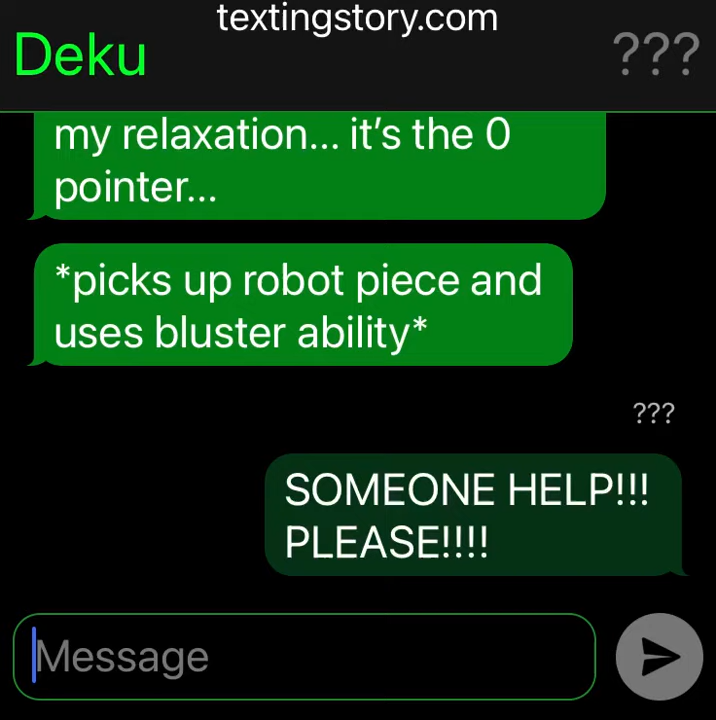 textingstory.com
Deku
???
my relaxation... it’s the 0
pointer...
*picks up robot piece and
uses bluster ability*
???
SOMEONE HELP!!!
PLEASE!!!!
Message